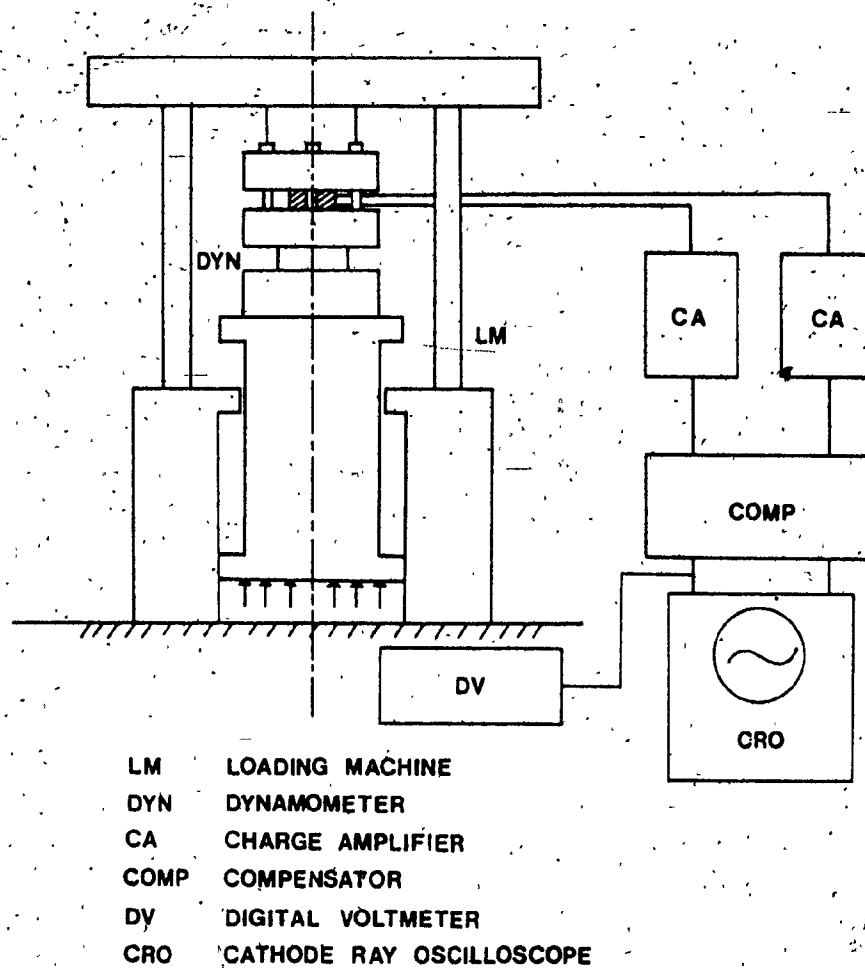 DYN
LM
CA
CA
COMP
DV
CRO
LM LOADING MACHINE
DYN DYNAMOMETER
CA CHARGE AMPLIFIER
COMP COMPENSATOR
DV DIGITAL VOLTMETER
CRO CATHODE RAY OSCILLOSCOPE